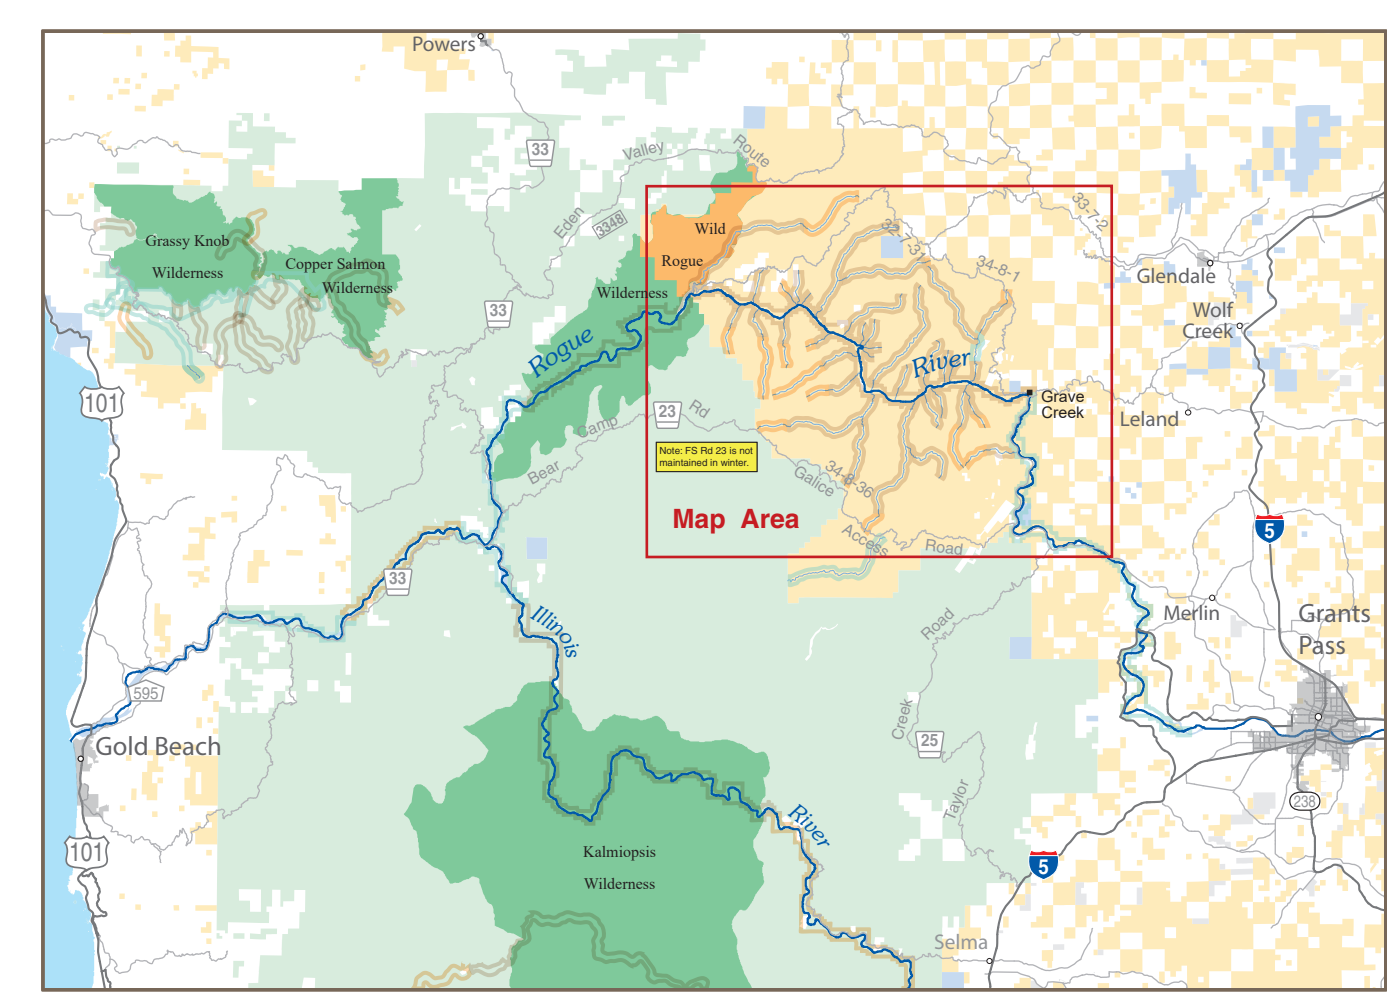 Powers
33
Valley
Route
Eden
3348
33-7-2
Grassy Knob
Wilderness
Copper Salmon
Wilderness
Wild
Rogue
Wilderness
32-7-31
34-8-1
Glendale
Wolf
Creek
33
Rogue
River
101
23
Rd
Camp
Bear
Grave
Creek
Leland
Note: FS Rd 23 is not
maintained in winter.
Galice
34-8-36
Access
Road
Map Area
5
33
Illinois
Merlin
Grants
Pass
Road
Creek
25
Taylor
595
Gold Beach
238
River
101
Kalmiopsis
Wilderness
5
Selma